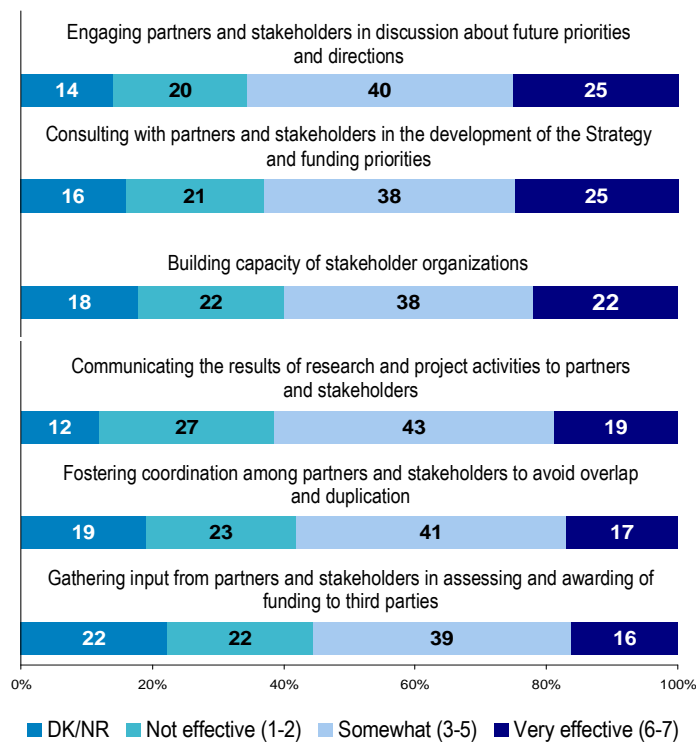 Engaging partners and stakeholders in discussion about future priorities
and directions
14 20 40 25
Consulting with partners and stakeholders in the development of the Strategy
and funding priorities
16 21 38 25
Building capacity of stakeholder organizations
18 22 38 22
Communicating the results of research and project activities to partners
and stakeholders
12 27 43 19
Fostering coordination among partners and stakeholders to avoid overlap
and duplication
19 23 41 17
Gathering input from partners and stakeholders in assessing and awarding of
funding to third parties
22 22 39 16
0% 20% 40% 60% 80% 100%
DK/NR Not effective (1-2) Somewhat (3-5) Very effective (6-7)